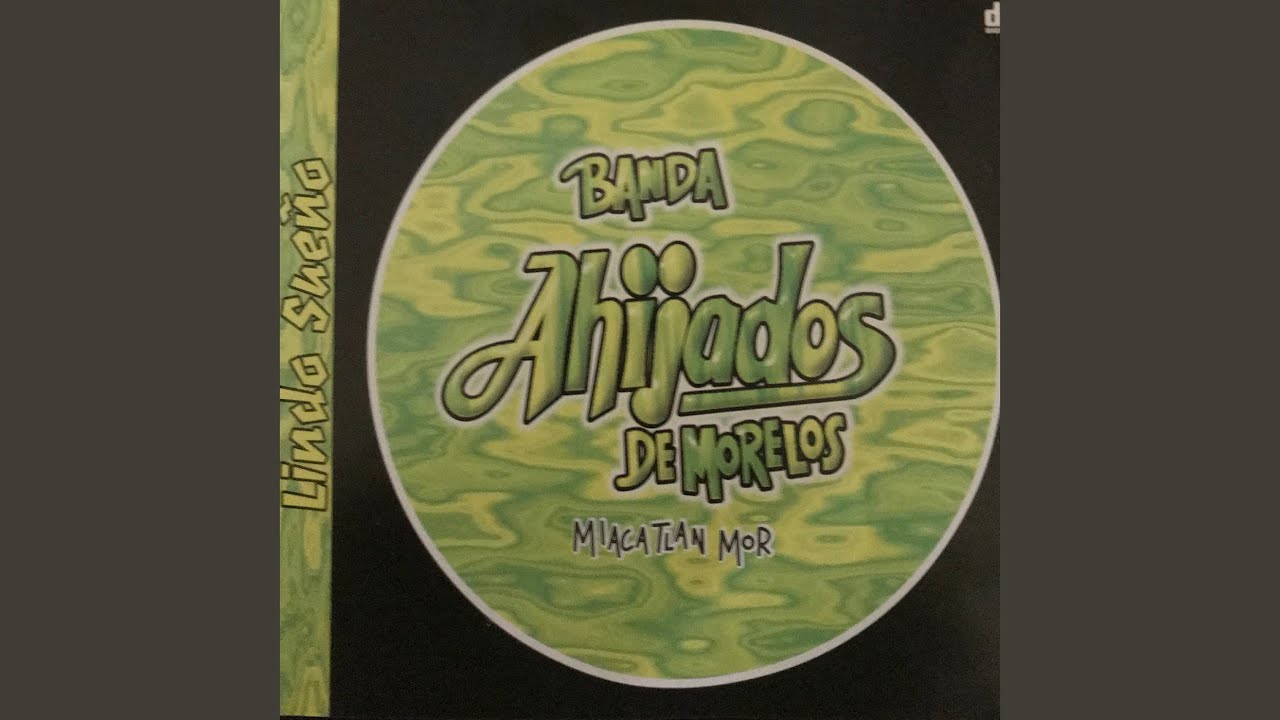 Lindo Sueño
BANDA
Ahijados
DE MORELOS
MIACATLAN MOR